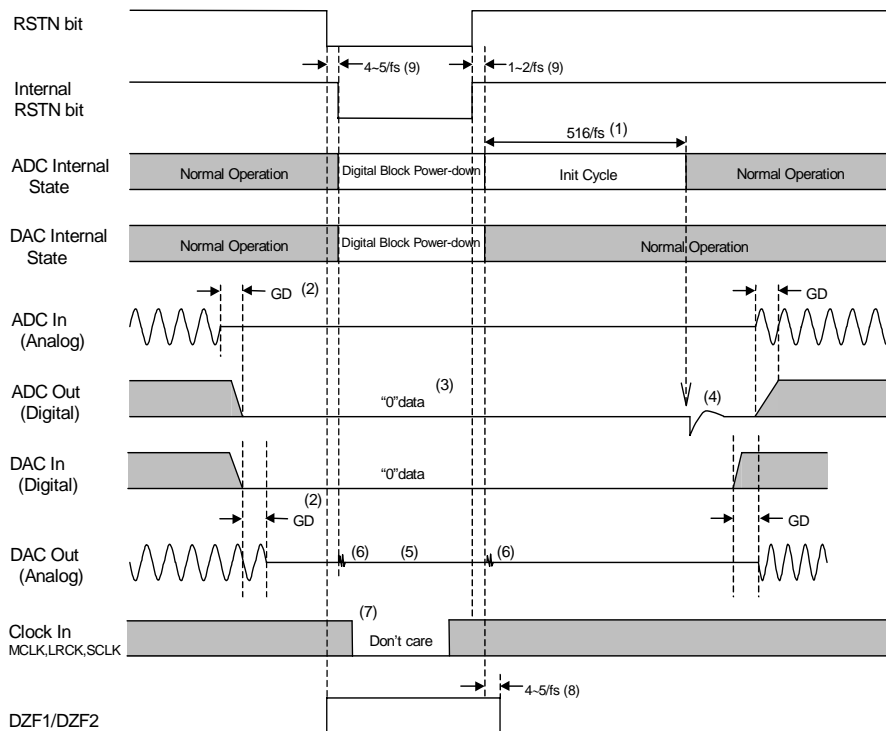 RSTN bit
4~5/fs (9)
1~2/fs (9)
Internal
RSTN bit
516/fs (1)
ADC Internal
State
Normal Operation
Digital Block Power-down
Init Cycle
Normal Operation
DAC Internal
State
Normal Operation
Digital Block Power-down
Normal Operation
GD (2)
GD
ADC In
(Analog)
ADC Out
(Digital)
“0”data (3)
(4)
DAC In
(Digital)
“0”data
(2)
GD
GD
DAC Out
(Analog)
(6)
(5)
(6)
Clock In
MCLK,LRCK,SCLK
(7)
Don’t care
4~5/fs (8)
DZF1/DZF2